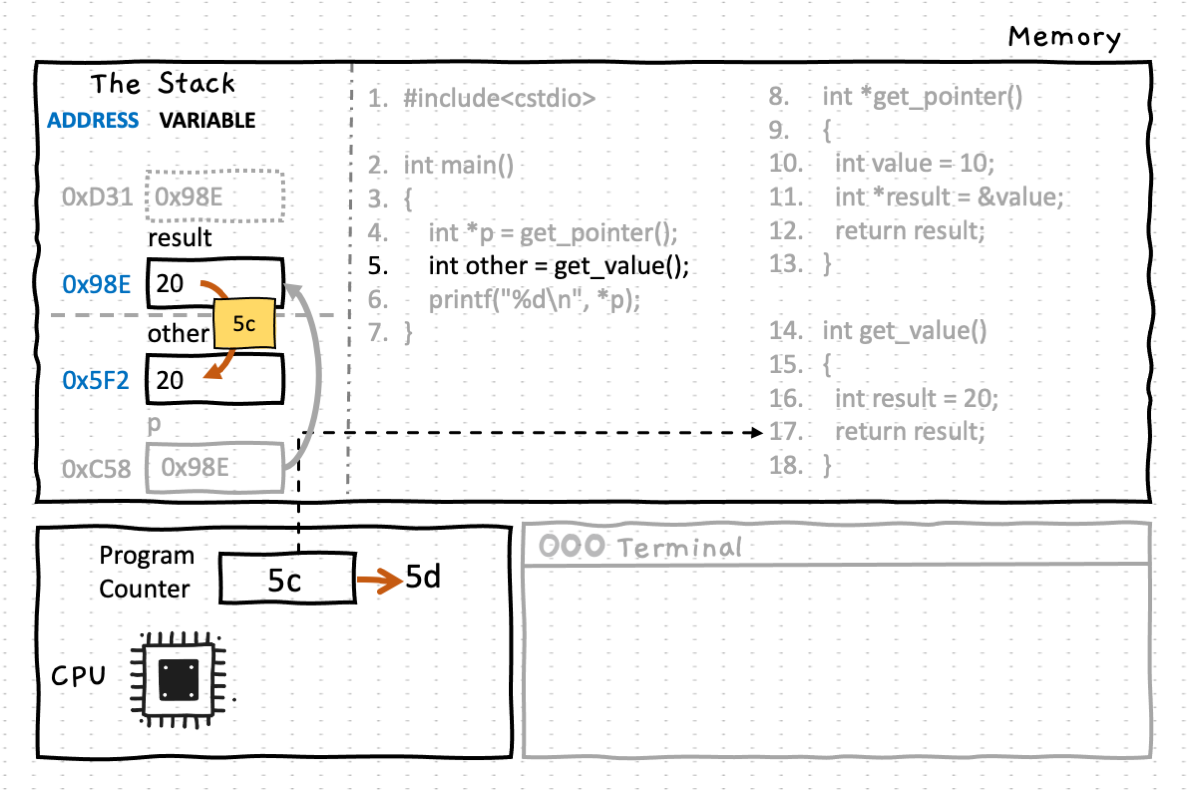 Memory
The Stack
ADDRESS VARIABLE
0xD31 0x98E
result
0x98E 20
5c
other
0x5F2 20
p
0xC58 0x98E
1. #include<cstdio>
2. int main()
3. {
4. int *p = get_pointer();
5. int other = get_value();
6. printf("%d\n", *p);
7. }
8. int *get_pointer()
9. {
10. int value = 10;
11. int *result = &value;
12. return result;
13. }
14. int get_value()
15. {
16. int result = 20;
17. return result;
18. }
Program
Counter
5c 5d
CPU
Terminal